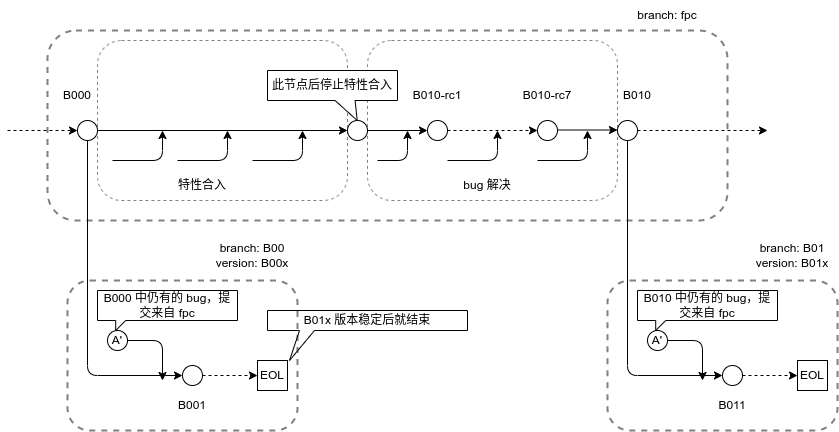 branch: fpc
此节点后停止特性合入
B000
B010-rc1
B010-rc7
B010
特性合入
bug 解决
branch: B00
version: B00x
branch: B01
version: B01x
B000 中仍有的 bug，提
交来自 fpc
B01x 版本稳定后就结束
B010 中仍有的 bug，提
交来自 fpc
A'
A'
EOL
EOL
B001
B011